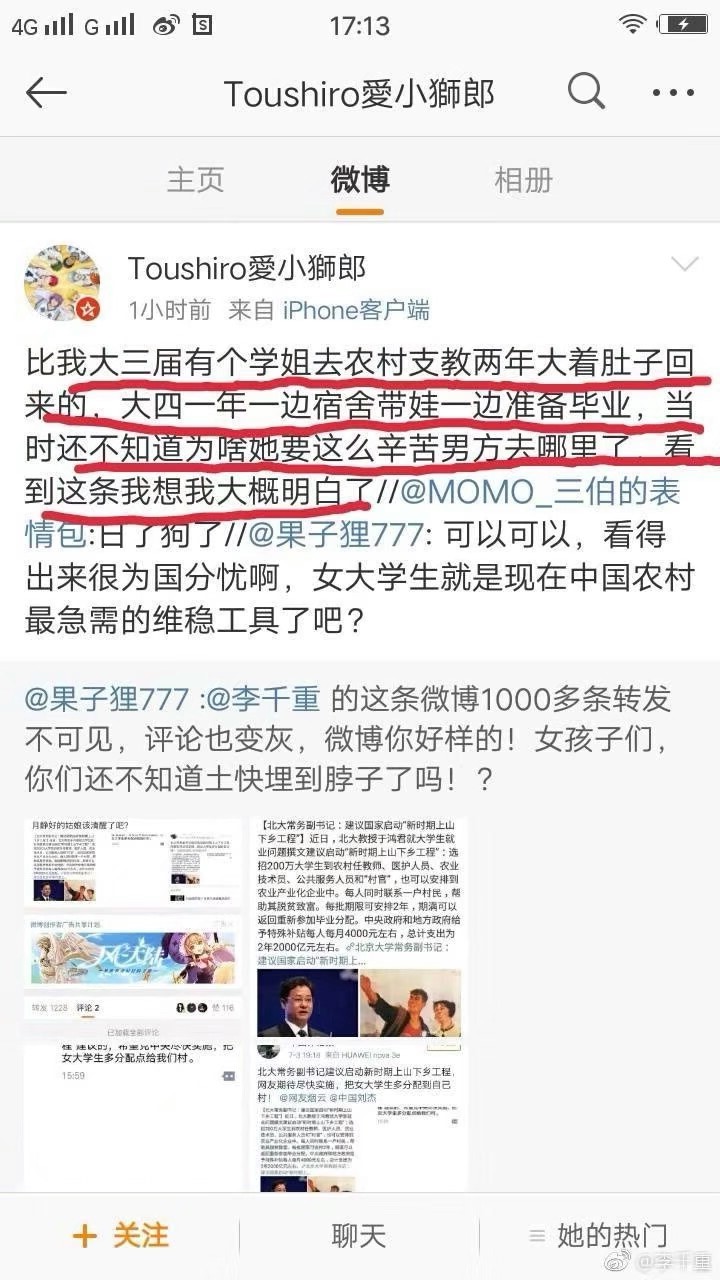 4G G 17:13
Toushiro愛小獅郎
主页 微博 相册
Toushiro愛小獅郎
1小时前 来自 iPhone客户端
比我大三届有个学姐去农村支教两年大着肚子回
来的，大四一年一边宿舍带娃一边准备毕业，当
时还不知道为啥她要这么辛苦男方去哪里了，看
到这条我想我大概明白了//@MOMO_三伯的表
情包:日了狗了//@果子狸777: 可以可以，看得
出来很为国分忧啊，女大学生就是现在中国农村
最急需的维稳工具了吧？
@果子狸777 :@李千重 的这条微博1000多条转发
不可见，评论也变灰，微博你好样的！女孩子们，
你们还不知道土快埋到脖子了吗！？
月静好的姑娘该清醒了吧?
微博创作者广告共享计划
风之大陆
转发 1228 评论 2 赞 116
已加载全部评论
女大学生多分配点给我们村。
15:59
【北大常务副书记：建议国家启动“新时期上山
下乡工程”】近日，北大教授于鸿君就大学生就
业问题撰文建议启动“新时期上山下乡工程”：选
招200万大学生到农村任教师、医护人员、农业
技术员、公共服务人员和“村官”，也可以安排到
农业产业化企业中。每人同时联系一户村民，帮
助其脱贫致富。每批期限可安排2年，期满可以
返回重新参加毕业分配。中央政府和地方政府给
予特殊补贴每人每月4000元左右，总计支出为
2年2000亿元左右。北京大学常务副书记：
建议国家启动“新时期上...
7-3 19:18 来自 HUAWEI nova 3e
北大常务副书记建议启动新时期上山下乡工程，
网友期待尽快实施，把女大学生多分配到自己
村！ @网友烟云 @中国刘杰
+ 关注 聊天 她的热门
@李千重